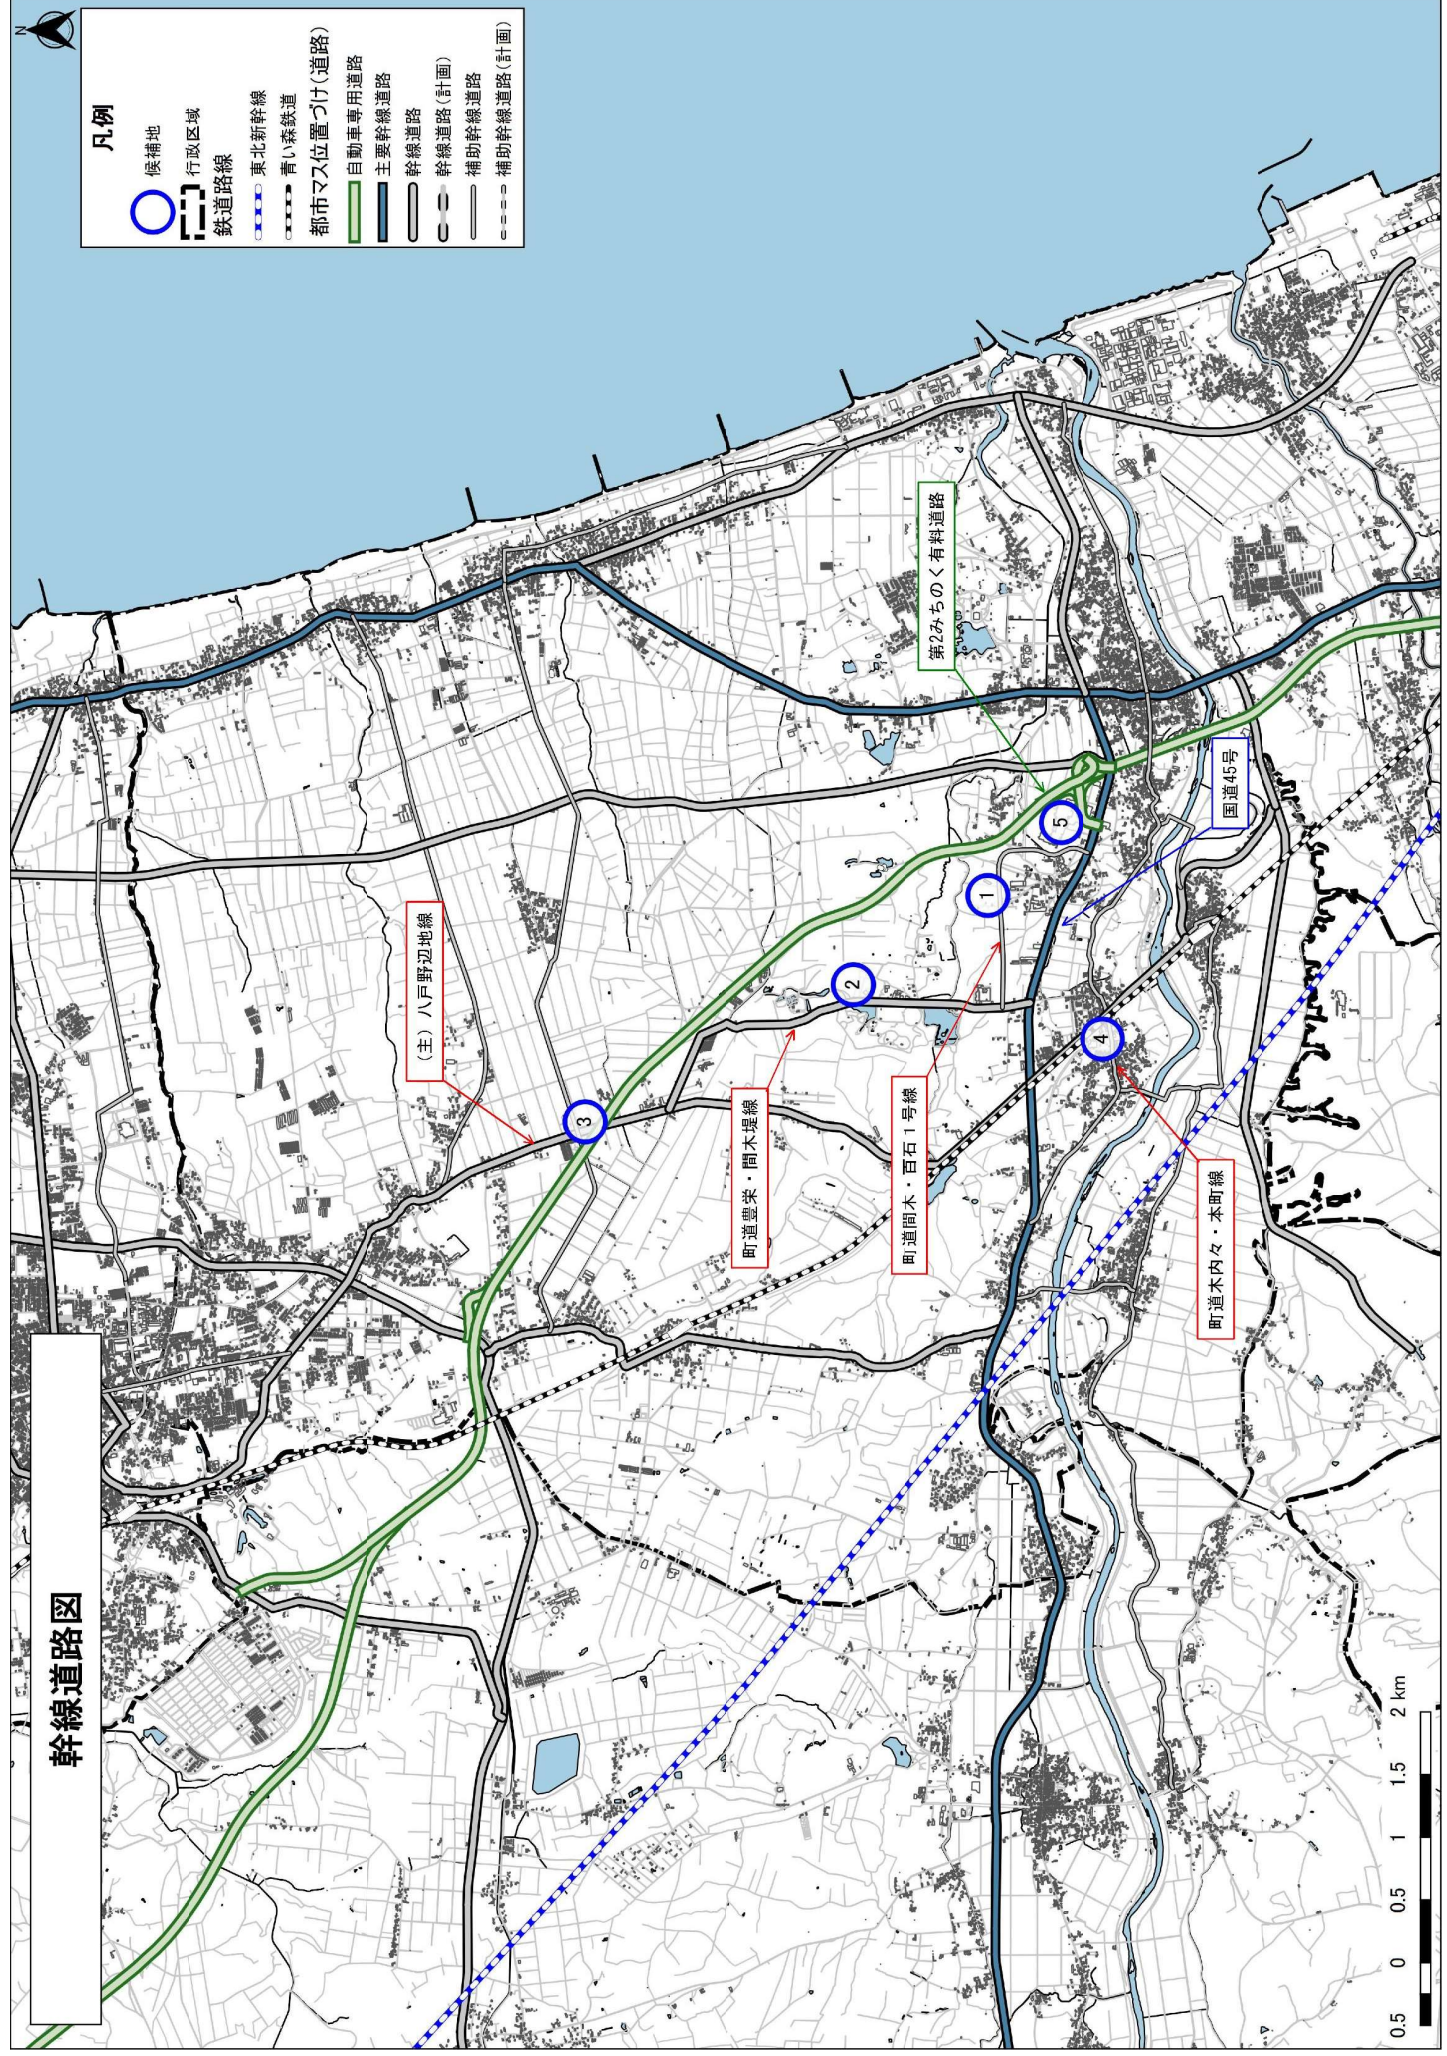 幹線道路図
N
凡例
候補地
行政区域
鉄道路線
東北新幹線
青い森鉄道
都市マス位置づけ(道路)
自動車専用道路
主要幹線道路
幹線道路
幹線道路(計画)
補助幹線道路
補助幹線道路(計画)
(主)八戸野辺地線
第2みちのく有料道路
町道豊栄・間木堤線
町道間木・百石1号線
国道45号
町道木内々・本町線
3
2
1
5
4
0.5 0 0.5 1 1.5 2 km